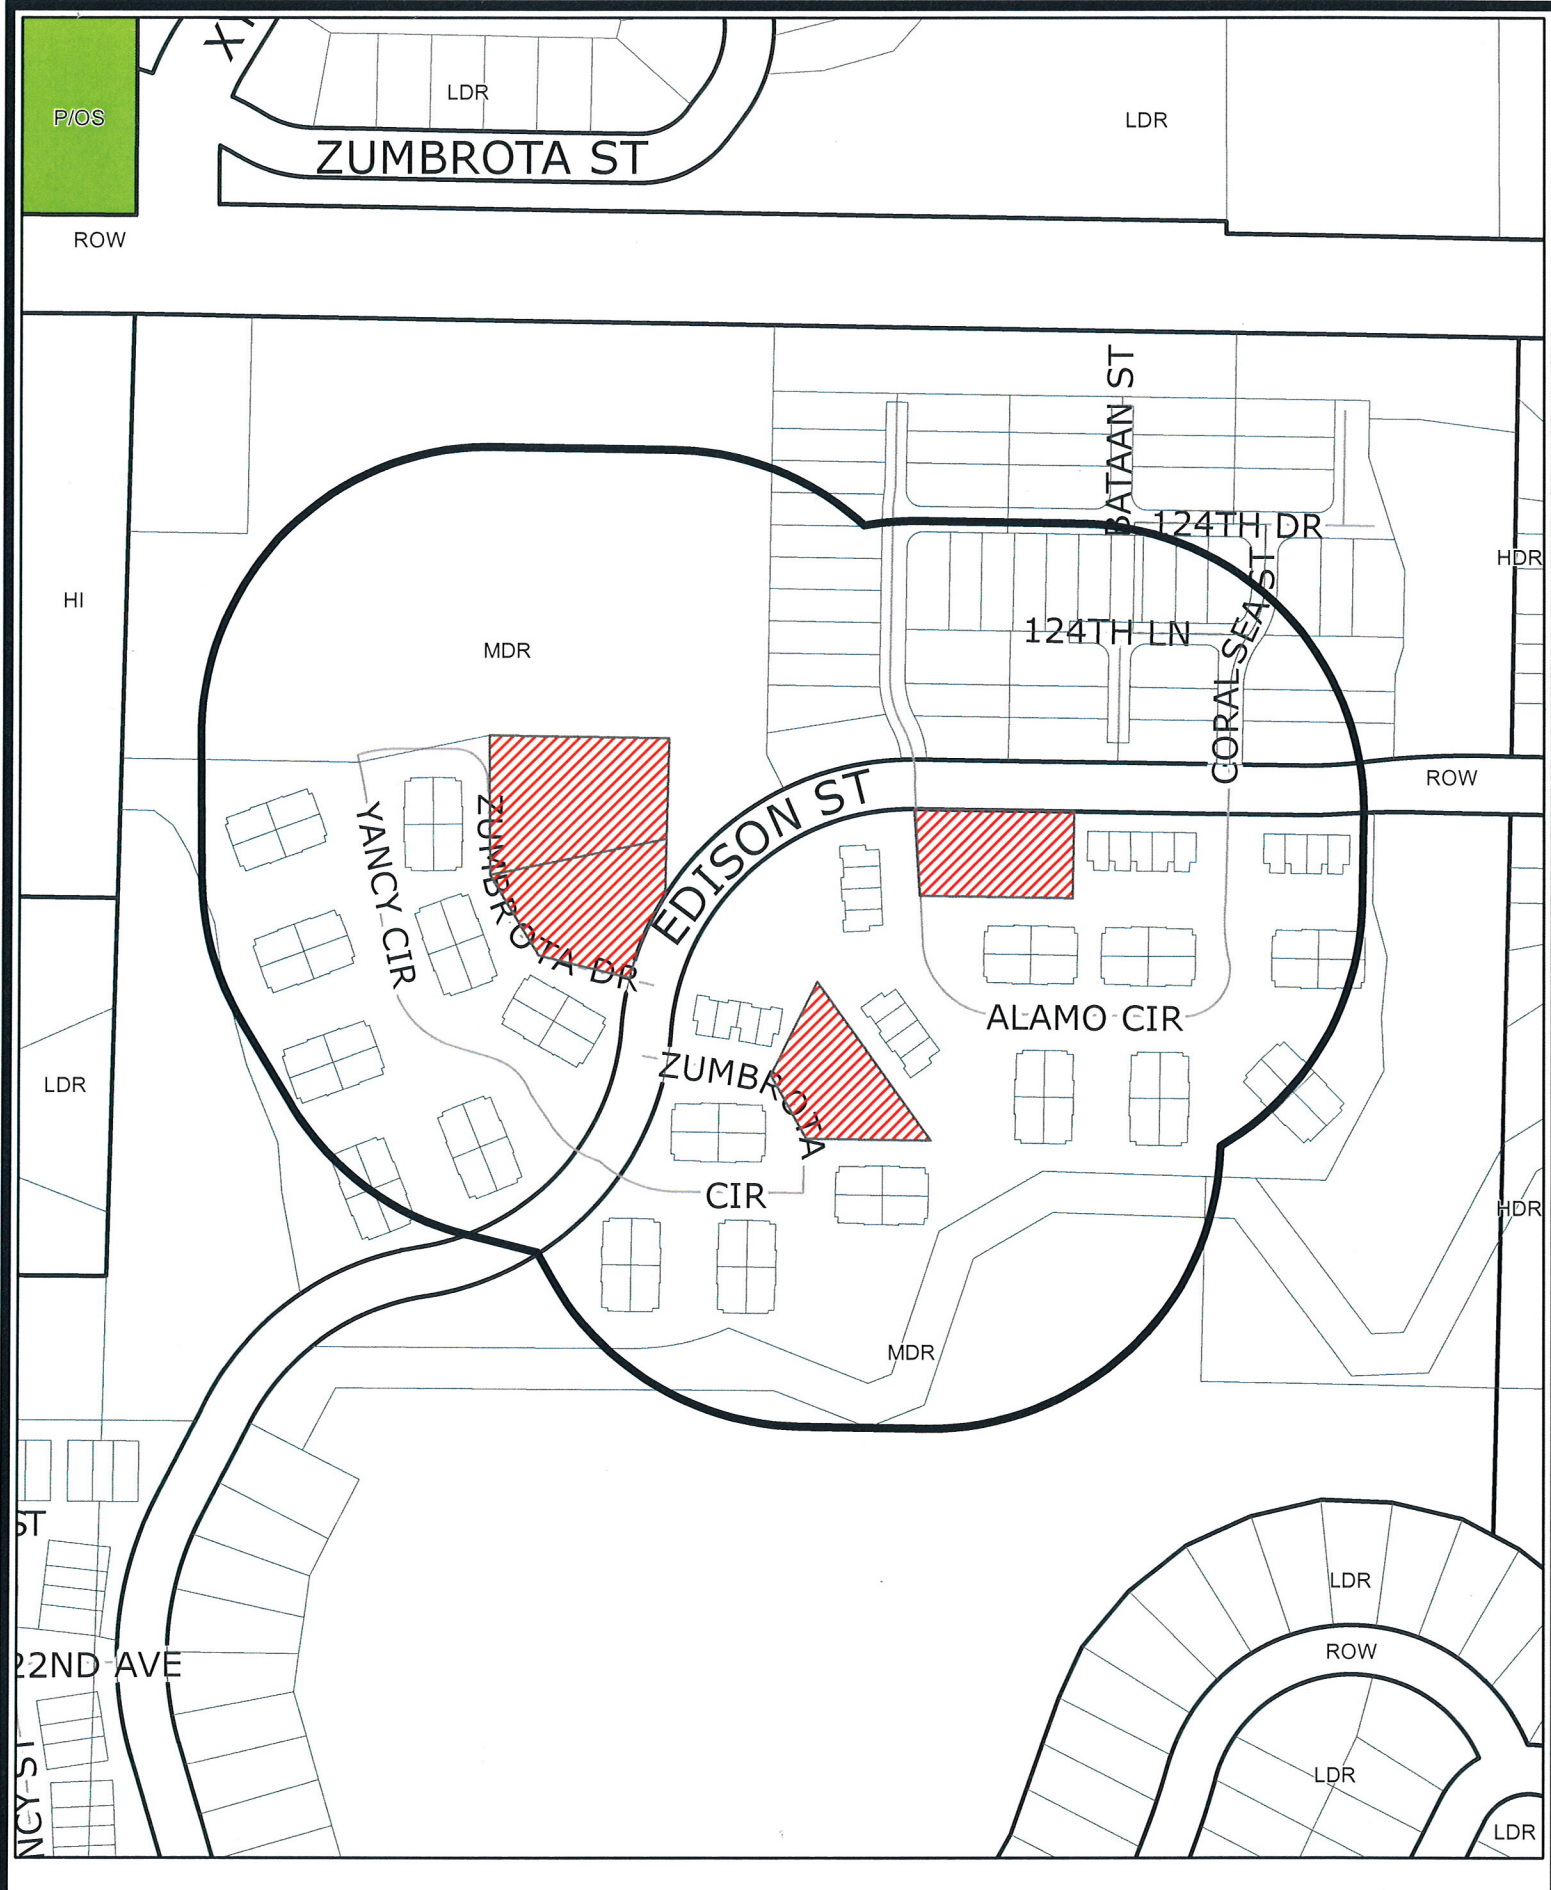 LDR
P/OS
LDR
ZUMBROTA ST
ROW
BATAAN ST
124TH DR
HDR
CORAL SEA ST
HI
124TH LN
MDR
ROW
EDISON ST
YANCY CIR
ZUMBROTA DR
ALAMO CIR
ZUMBROTA
CIR
LDR
HDR
MDR
ST
LDR
22ND AVE
ROW
LDR
NCY ST
LDR